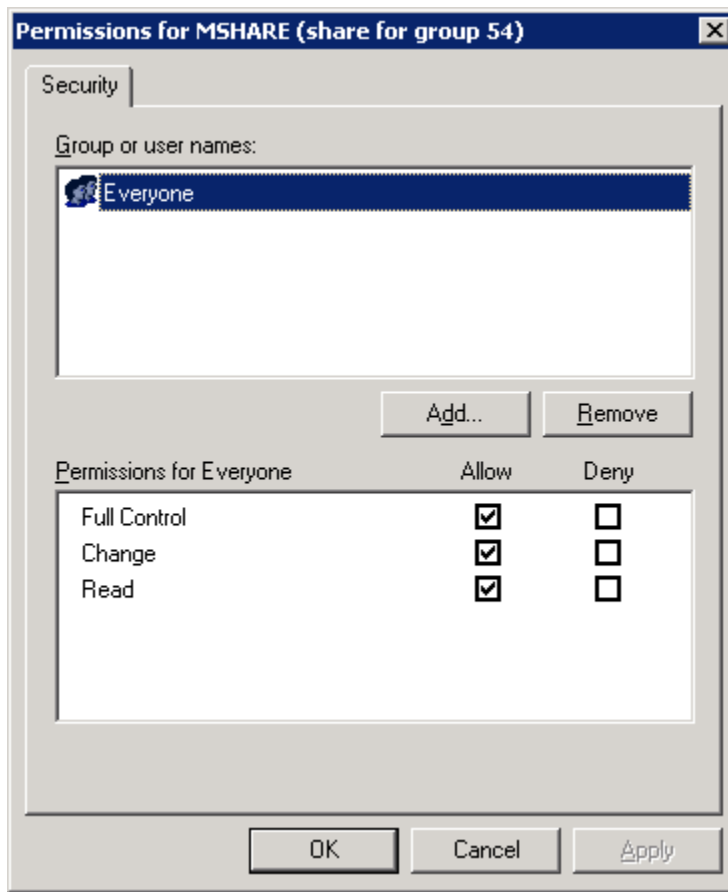 Permissions for MSHARE (share for group 54)
Security
Group or user names:
Everyone
Add...
Remove
Permissions for Everyone
Allow
Deny
Full Control
Change
Read
OK
Cancel
Apply